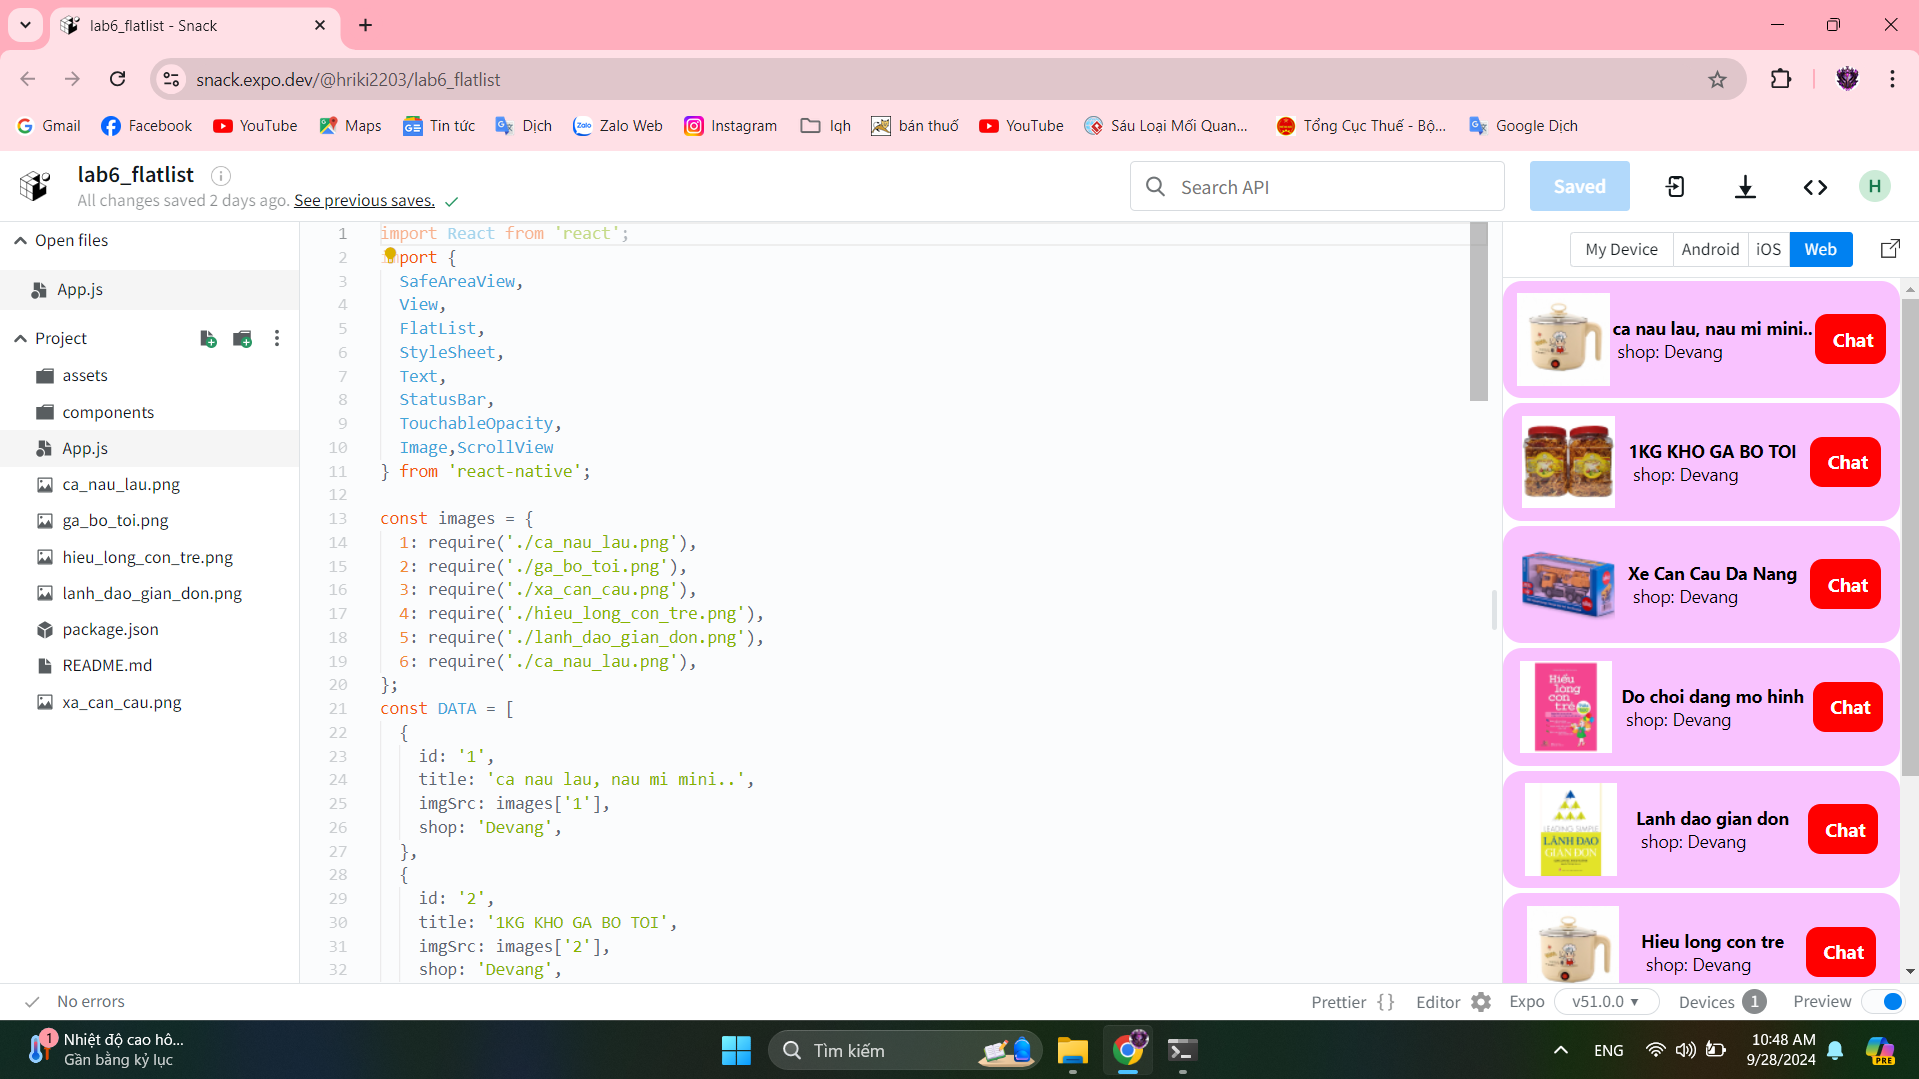 lab6_flatlist - Snack
snack.expo.dev/@hriki2203/lab6_flatlist
Gmail Facebook YouTube Maps Tin tức Dịch Zalo Web Instagram lqh bán thuố YouTube Sáu Loại Mối Quan... Tổng Cục Thuế - Bộ... Google Dịch
lab6_flatlist
All changes saved 2 days ago. See previous saves.
Search API
Saved
H
Open files
App.js
Project
assets
components
App.js
ca_nau_lau.png
ga_bo_toi.png
hieu_long_con_tre.png
lanh_dao_gian_don.png
package.json
README.md
xa_can_cau.png
1 import React from 'react';
2 import {
3 SafeAreaView,
4 View,
5 FlatList,
6 StyleSheet,
7 Text,
8 StatusBar,
9 TouchableOpacity,
10 Image,ScrollView
11 } from 'react-native';
12
13 const images = {
14 1: require('./ca_nau_lau.png'),
15 2: require('./ga_bo_toi.png'),
16 3: require('./xa_can_cau.png'),
17 4: require('./hieu_long_con_tre.png'),
18 5: require('./lanh_dao_gian_don.png'),
19 6: require('./ca_nau_lau.png'),
20 };
21 const DATA = [
22 {
23 id: '1',
24 title: 'ca nau lau, nau mi mini..',
25 imgSrc: images['1'],
26 shop: 'Devang',
27 },
28 {
29 id: '2',
30 title: '1KG KHO GA BO TOI',
31 imgSrc: images['2'],
32 shop: 'Devang',
My Device Android iOS Web
ca nau lau, nau mi mini..
shop: Devang
Chat
1KG KHO GA BO TOI
shop: Devang
Chat
Xe Can Cau Da Nang
shop: Devang
Chat
Hiểu
lòng
con
trẻ
Do choi dang mo hinh
shop: Devang
Chat
LEADING SIMPLE
LÃNH ĐẠO
GIẢN ĐƠN
Lanh dao gian don
shop: Devang
Chat
Hieu long con tre
shop: Devang
Chat
No errors
Prettier {} Editor Expo v51.0.0 Devices 1 Preview
1
Nhiệt độ cao hô...
Gần bằng kỷ lục
Tìm kiếm
ENG
10:48 AM
9/28/2024
PRE